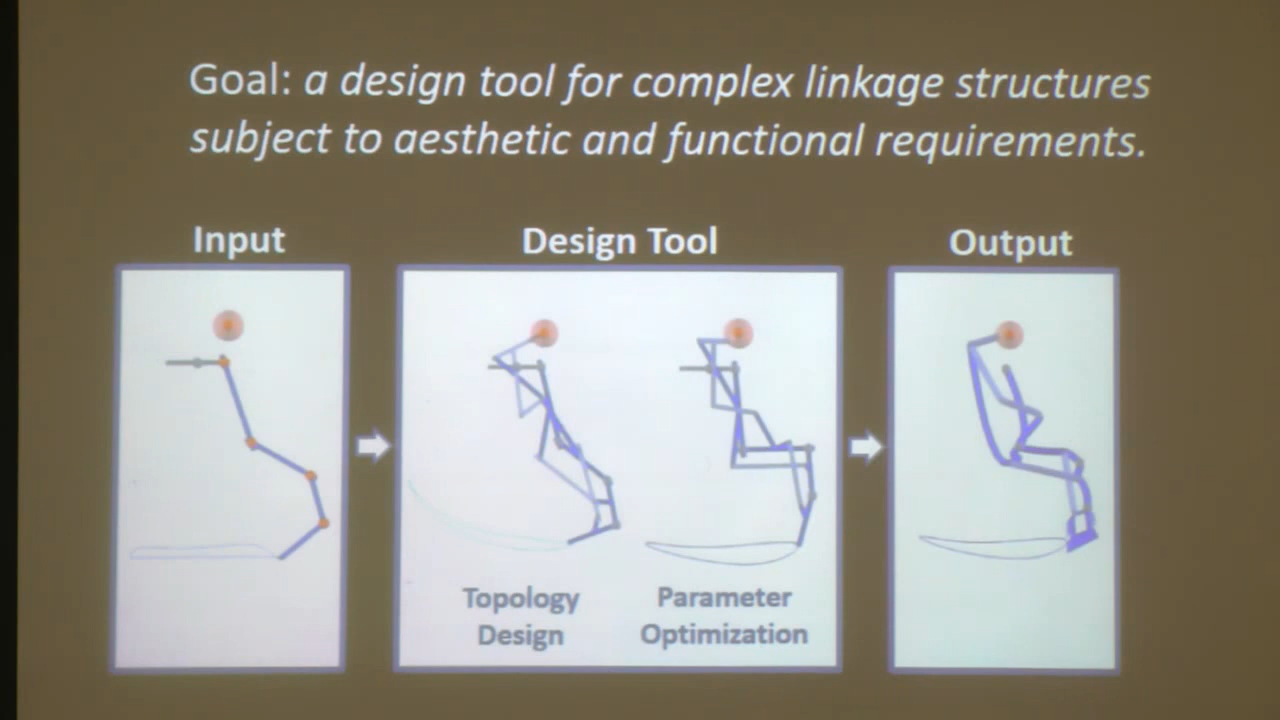 Goal: a design tool for complex linkage structures
subject to aesthetic and functional requirements.
Input
Design Tool
Output
Topology
Design
Parameter
Optimization